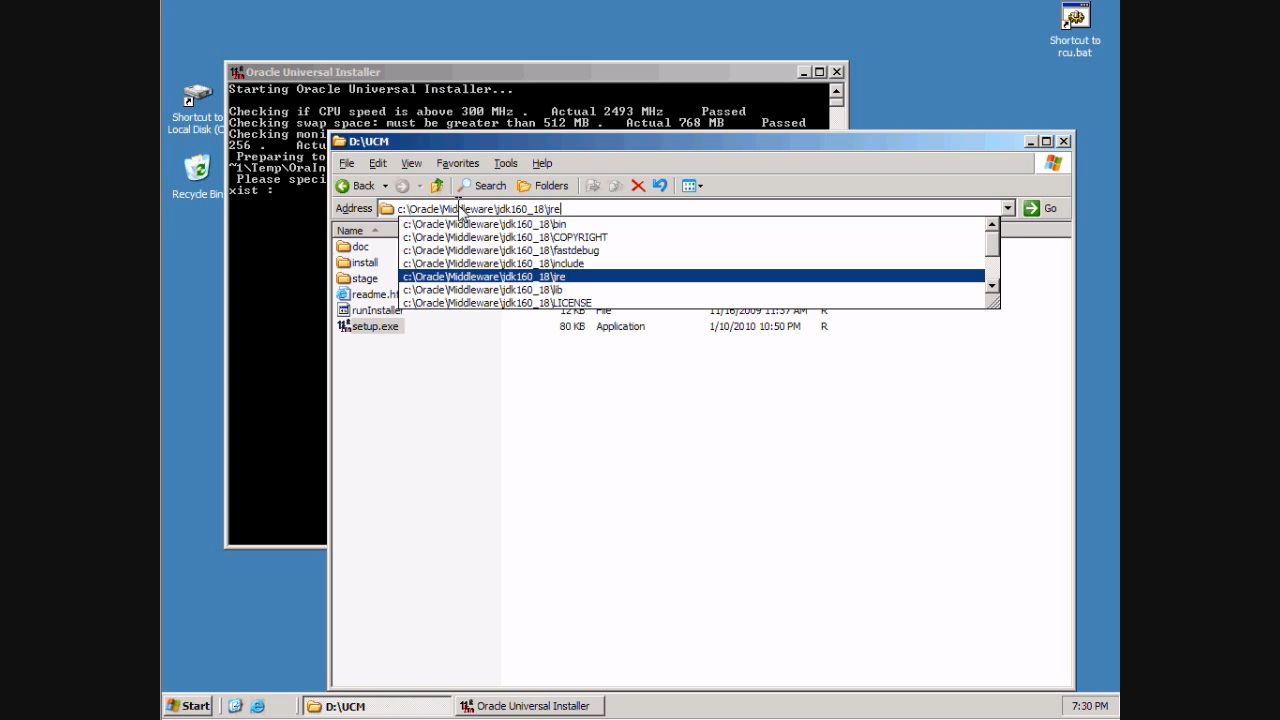 Shortcut to
rcu.bat
Oracle Universal Installer
Starting Oracle Universal Installer...
Checking if CPU speed is above 300 MHz . Actual 2493 MHz Passed
Checking swap space: must be greater than 512 MB . Actual 768 MB Passed
Checking moni
256 . Actu
Preparing to
~1\Temp\OraIn
Please speci
xist :
Shortcut to
Local Disk (C
Recycle Bin
D:\UCM
File Edit View Favorites Tools Help
Back Search Folders
Address c:\Oracle\Middleware\jdk160_18\jre Go
Name
c:\Oracle\Middleware\jdk160_18\bin
c:\Oracle\Middleware\jdk160_18\COPYRIGHT
c:\Oracle\Middleware\jdk160_18\fastdebug
c:\Oracle\Middleware\jdk160_18\include
c:\Oracle\Middleware\jdk160_18\jre
c:\Oracle\Middleware\jdk160_18\lib
c:\Oracle\Middleware\jdk160_18\LICENSE
doc
install
stage
readme.ht
runInstaller 12 KB File 11/16/2009 11:37 AM R
setup.exe 80 KB Application 1/10/2010 10:50 PM R
Start D:\UCM Oracle Universal Installer 7:30 PM